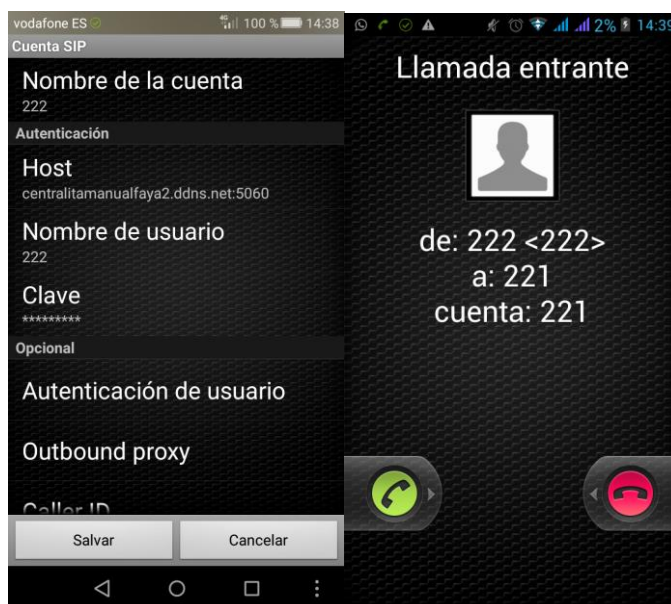 vodafone ES
100 %
14:38
Cuenta SIP
Nombre de la cuenta
222
Autenticación
Host
centralitamanualfaya2.ddns.net:5060
Nombre de usuario
222
Clave
*********
Opcional
Autenticación de usuario
Outbound proxy
Caller ID
Salvar
Cancelar
2%
14:39
Llamada entrante
de: 222 <222>
a: 221
cuenta: 221